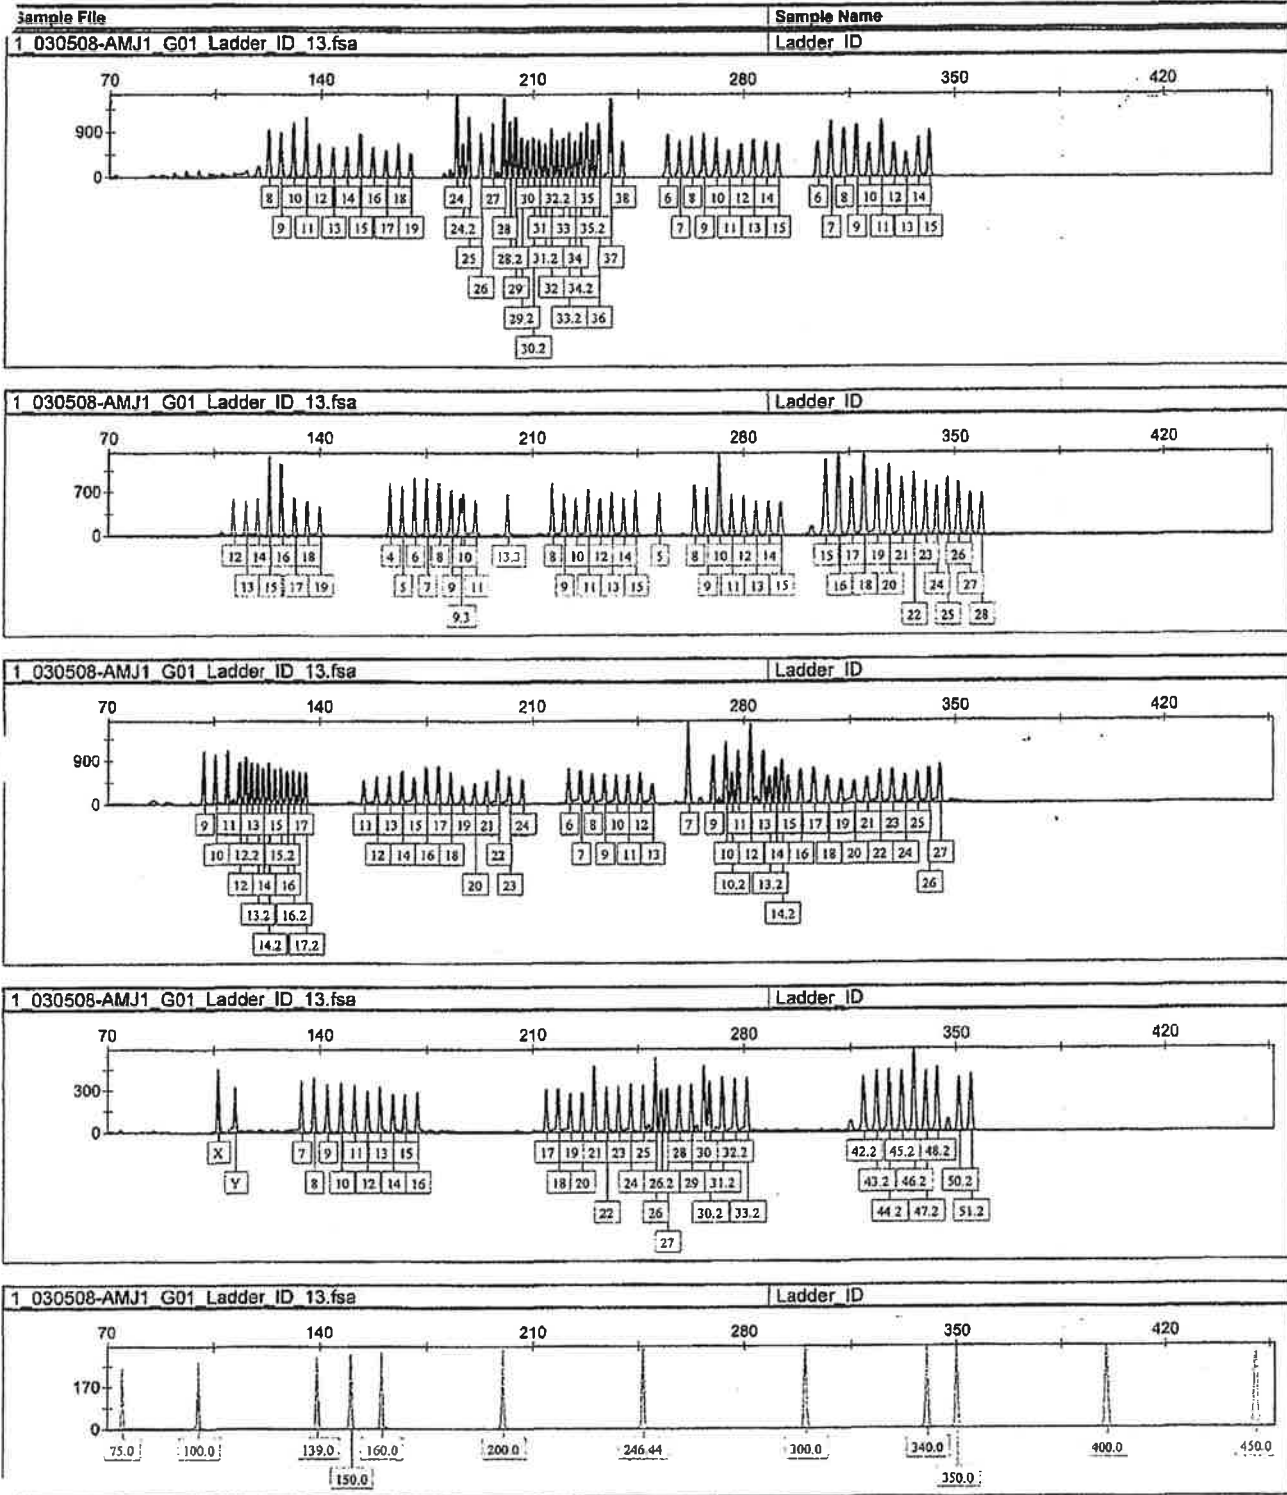 Sample File Sample Name
1_030508-AMJ1_G01_Ladder_ID_13.fsa Ladder_ID
70 140 210 280 350 420
900
0
8 10 12 14 16 18 24 27 30 32.2 35 38 6 8 10 12 14 6 8 10 12 14
9 11 13 15 17 19 24.2 28 31 33 35.2 7 9 11 13 15 7 9 11 13 15
25 28.2 31.2 34 37
26 29 32 34.2
29.2 33.2 36
30.2
1_030508-AMJ1_G01_Ladder_ID_13.fsa Ladder_ID
70 140 210 280 350 420
700
0
12 14 16 18 4 6 8 10 13.3 8 10 12 14 5 8 10 12 14 15 17 19 21 23 26
13 15 17 19 5 7 9 11 9 11 13 15 9 11 13 15 16 18 20 24 27
9.3 22 25 28
1_030508-AMJ1_G01_Ladder_ID_13.fsa Ladder_ID
70 140 210 280 350 420
900
0
9 11 13 15 17 11 13 15 17 19 21 24 6 8 10 12 7 9 11 13 15 17 19 21 23 25
10 12.2 15.2 12 14 16 18 22 7 9 11 13 10 12 14 16 18 20 22 24 27
12 14 16 20 23 10.2 13.2 26
13.2 16.2 14.2
14.2 17.2
1_030508-AMJ1_G01_Ladder_ID_13.fsa Ladder_ID
70 140 210 280 350 420
300
0
X 7 9 11 13 15 17 19 21 23 25 28 30 32.2 42.2 45.2 48.2
Y 8 10 12 14 16 18 20 24 26.2 29 31.2 43.2 46.2 50.2
22 26 30.2 33.2 44.2 47.2 51.2
27
1_030508-AMJ1_G01_Ladder_ID_13.fsa Ladder_ID
70 140 210 280 350 420
170
0
75.0 100.0 139.0 160.0 200.0 246.44 300.0 340.0 400.0 450.0
150.0 350.0